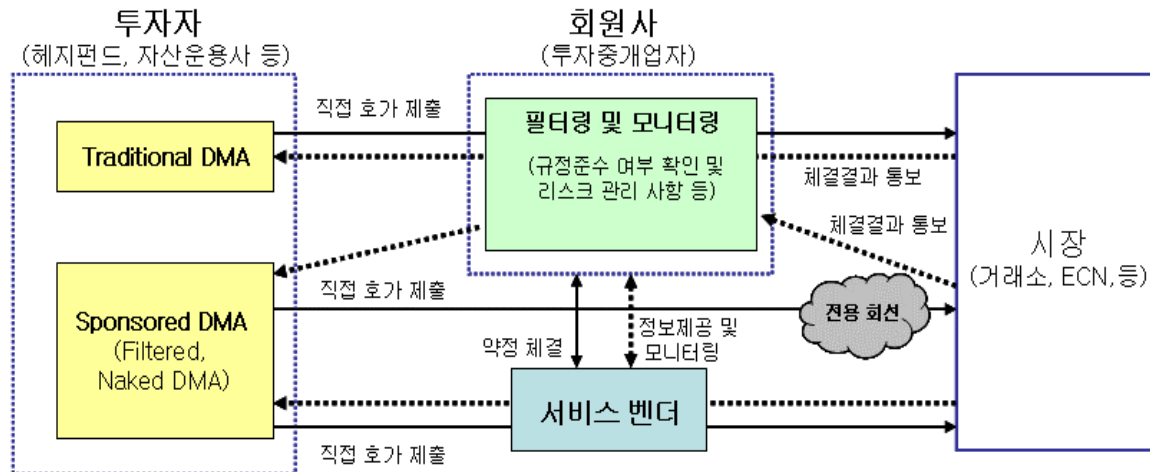 투자자
(헤지펀드, 자산운용사 등)
회원사
(투자중개업자)
직접 호가 제출
Traditional DMA
필터링 및 모니터링
(규정준수 여부 확인 및
리스크 관리 사항 등)
체결결과 통보
체결결과 통보
시장
(거래소, ECN,등)
직접 호가 제출
전용 회선
Sponsored DMA
(Filtered,
Naked DMA)
약정 체결
정보제공 및
모니터링
서비스 벤더
직접 호가 제출